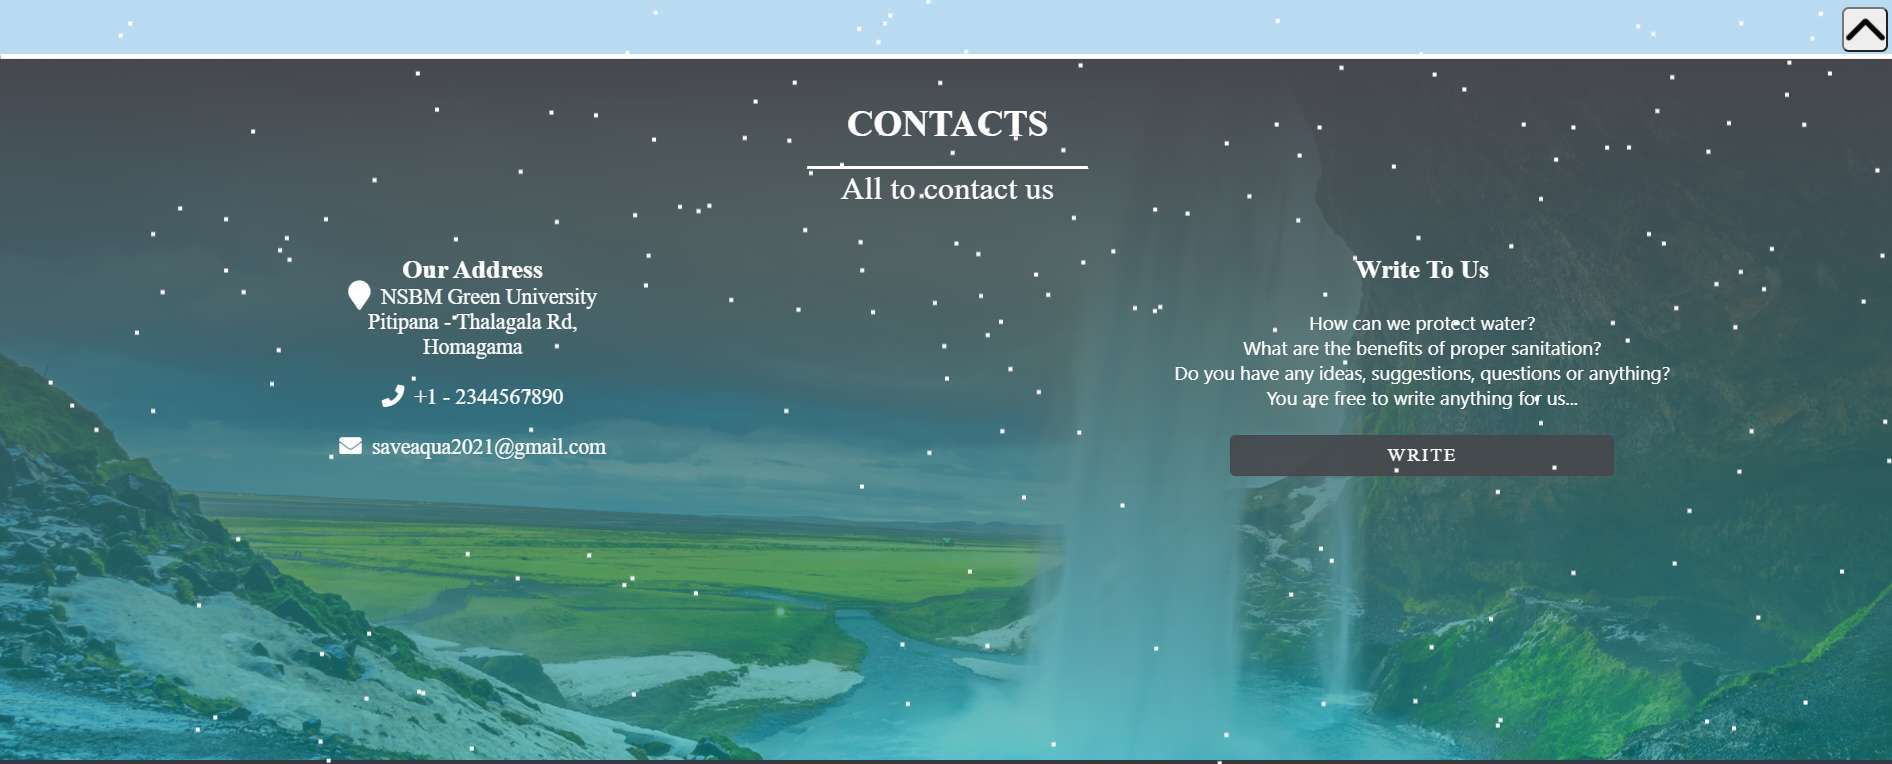 CONTACTS
All to contact us
Our Address
NSBM Green University
Pitipana - Thalagala Rd,
Homagama
+1 - 2344567890
saveaqua2021@gmail.com
Write To Us
How can we protect water?
What are the benefits of proper sanitation?
Do you have any ideas, suggestions, questions or anything?
You are free to write anything for us...
WRITE